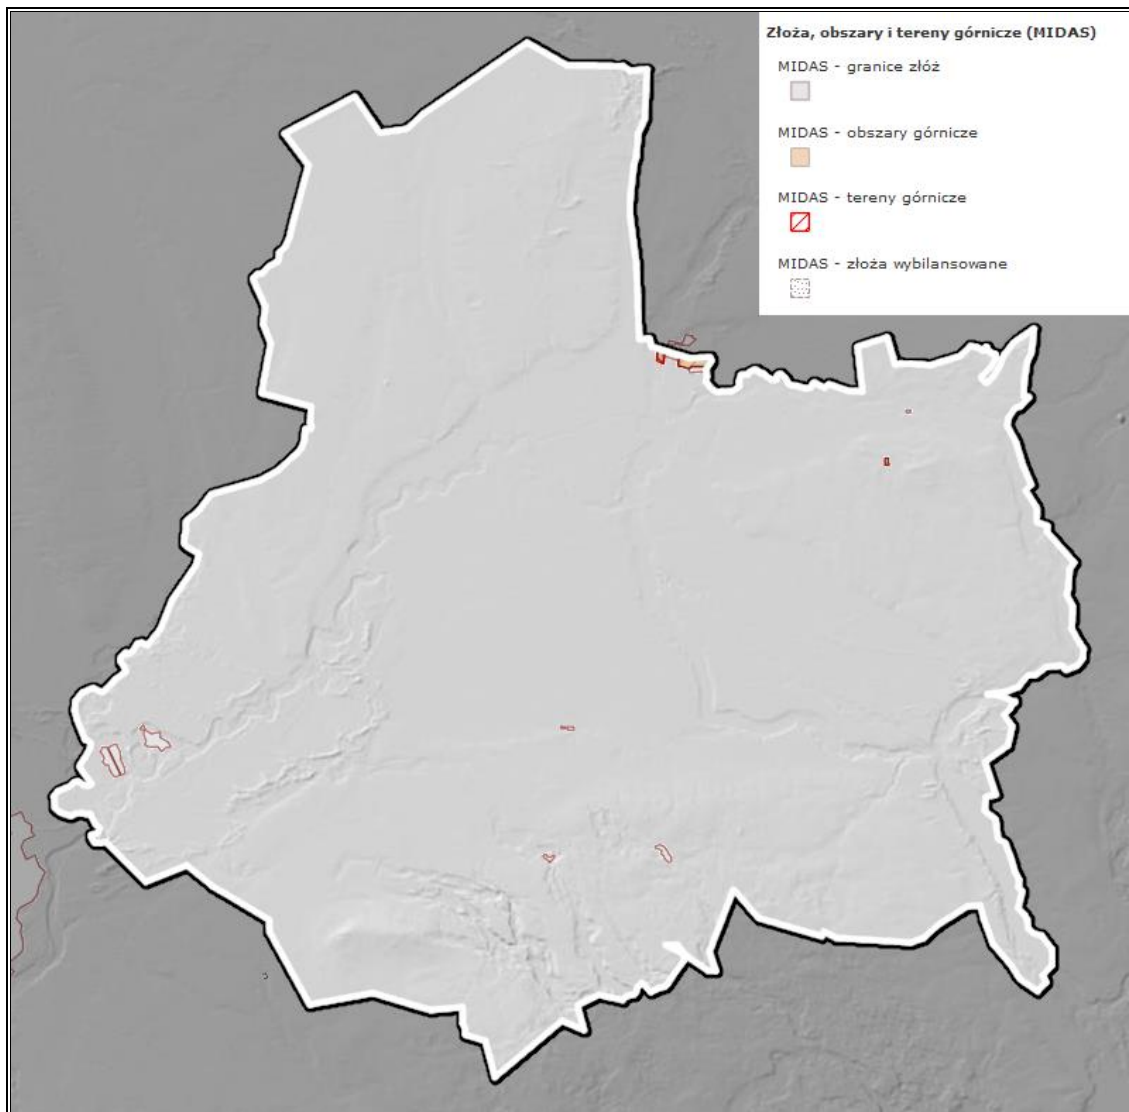 Złoża, obszary i tereny górnicze (MIDAS)
MIDAS - granice złóż
MIDAS - obszary górnicze
MIDAS - tereny górnicze
MIDAS - złoża wybilansowane